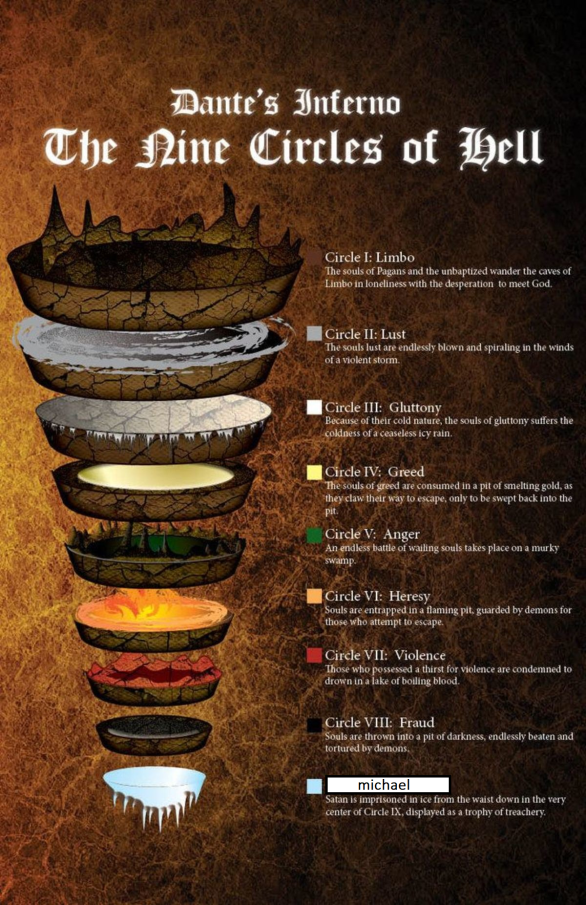 Dante's Inferno
The Nine Circles of Hell
Circle I: Limbo
The souls of Pagans and the unbaptized wander the caves of
Limbo in loneliness with the desperation to meet God.
Circle II: Lust
The souls lust are endlessly blown and spiraling in the winds
of a violent storm.
Circle III: Gluttony
Because of their cold nature, the souls of gluttony suffers the
coldness of a ceaseless icy rain.
Circle IV: Greed
The souls of greed are consumed in a pit of smelting gold, as
they claw their way to escape, only to be swept back into the
pit.
Circle V: Anger
An endless battle of wailing souls takes place on a murky
swamp.
Circle VI: Heresy
Souls are entrapped in a flaming pit, guarded by demons for
those who attempt to escape.
Circle VII: Violence
Those who possessed a thirst for violence are condemned to
drown in a lake of boiling blood.
Circle VIII: Fraud
Souls are thrown into a pit of darkness, endlessly beaten and
tortured by demons.
michael
Satan is imprisoned in ice from the waist down in the very
center of Circle IX, displayed as a trophy of treachery.